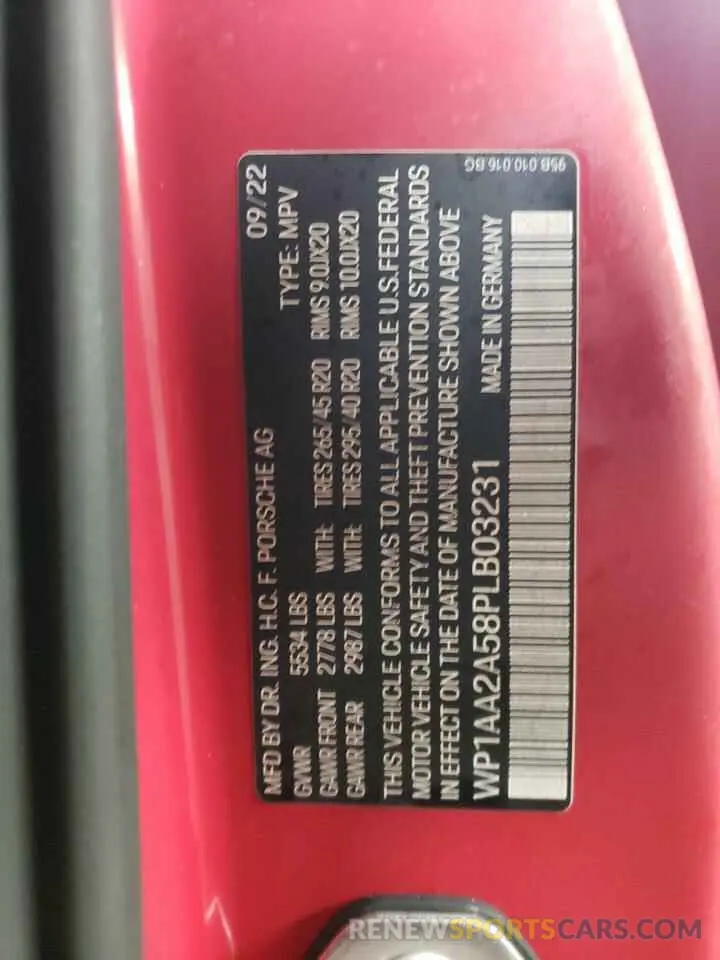 MFD BY DR. ING. H.C. F. PORSCHE AG 09/22
GVWR 5534 LBS TYPE: MPV
GAWR FRONT 2778 LBS WITH: TIRES 265/45 R20 RIMS 9.0JX20
GAWR REAR 2987 LBS WITH: TIRES 295/40 R20 RIMS 10.0JX20
THIS VEHICLE CONFORMS TO ALL APPLICABLE U.S. FEDERAL
MOTOR VEHICLE SAFETY AND THEFT PREVENTION STANDARDS
IN EFFECT ON THE DATE OF MANUFACTURE SHOWN ABOVE
WP1AA2A58PLB03231 MADE IN GERMANY
95B.010.016.BG
RENEWSPORTSCARS.COM